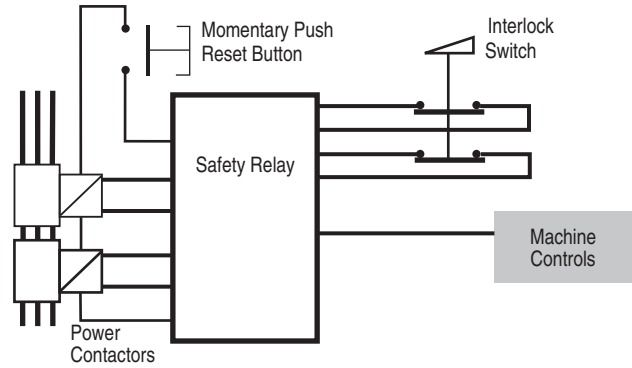 Momentary Push
Reset Button
Interlock
Switch
Safety Relay
Machine
Controls
Power
Contactors